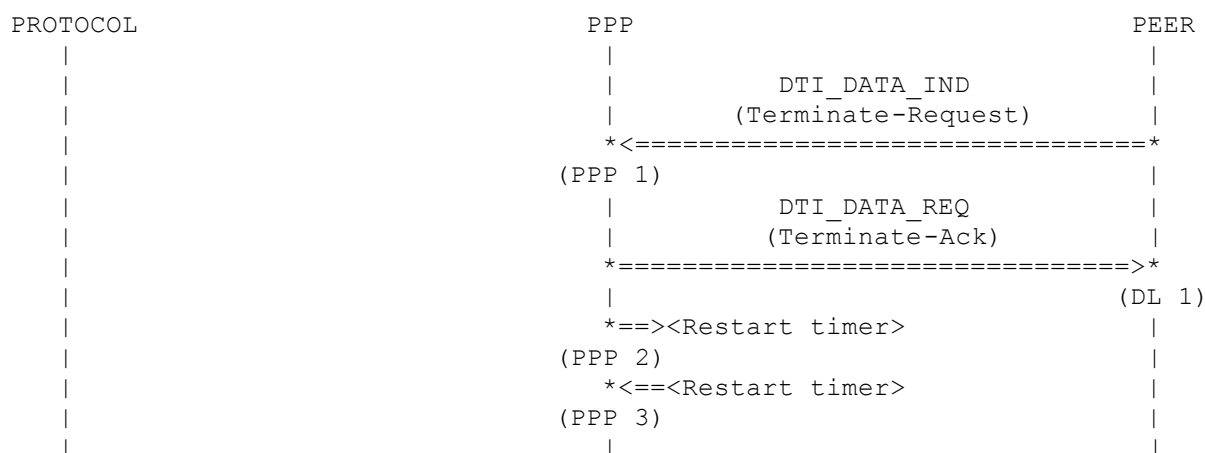 PROTOCOL                            PPP                                PEER
   |                                 |                                  |
   |                                 |          DTI_DATA_IND            |
   |                                 |       (Terminate-Request)        |
   |                                 *<================================*
   |                              (PPP 1)                               |
   |                                 |          DTI_DATA_REQ            |
   |                                 |         (Terminate-Ack)          |
   |                                 *================================>*
   |                                 |                                (DL 1)
   |                                 *==><Restart timer>                |
   |                              (PPP 2)                               |
   |                                 *<==<Restart timer>                |
   |                              (PPP 3)                               |
   |                                 |                                  |